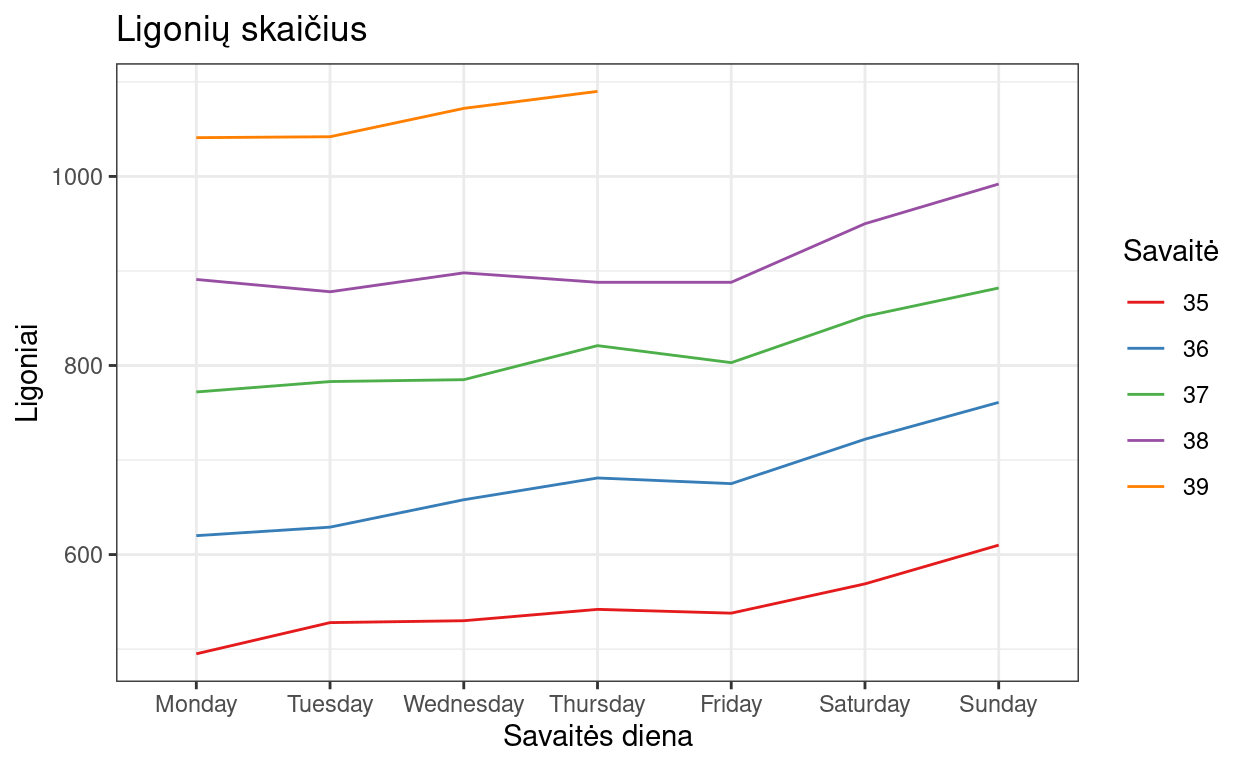 Ligonių skaičius
Ligoniai
1000
800
600
Monday Tuesday Wednesday Thursday Friday Saturday Sunday
Savaitės diena
Savaitė
35
36
37
38
39